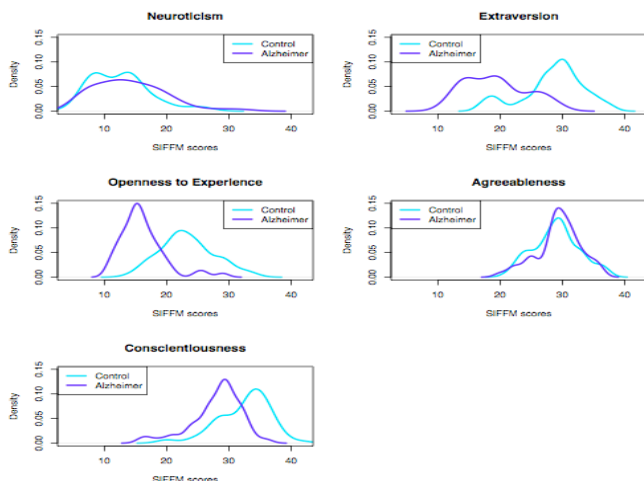 Neuroticism
Density
0.00 0.05 0.10 0.15
Control
Alzheimer
10 20 30 40
SIFFM scores
Extraversion
Density
0.00 0.05 0.10 0.15
Control
Alzheimer
10 20 30 40
SIFFM scores
Openness to Experience
Density
0.00 0.05 0.10 0.15
Control
Alzheimer
10 20 30 40
SIFFM scores
Agreeableness
Density
0.00 0.05 0.10 0.15
Control
Alzheimer
10 20 30 40
SIFFM scores
Conscientiousness
Density
0.00 0.05 0.10 0.15
Control
Alzheimer
10 20 30 40
SIFFM scores